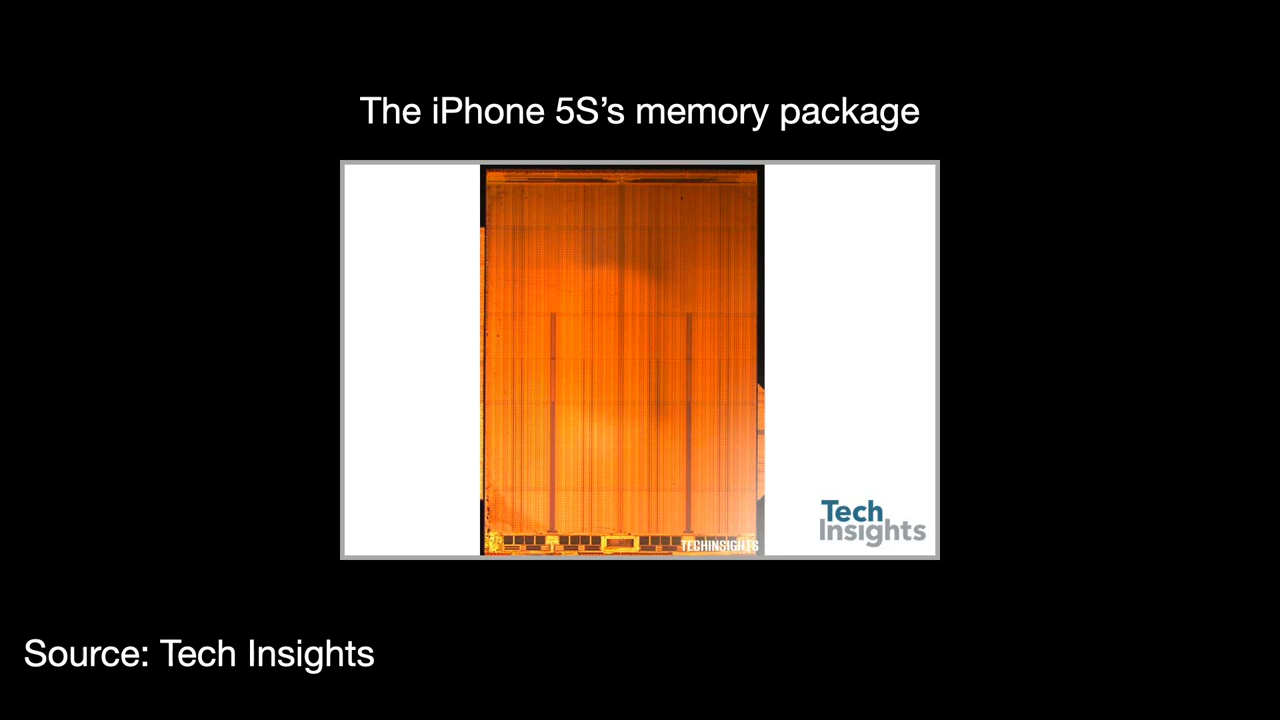 The iPhone 5S’s memory package
TECHINSIGHTS
Tech
Insights
Source: Tech Insights